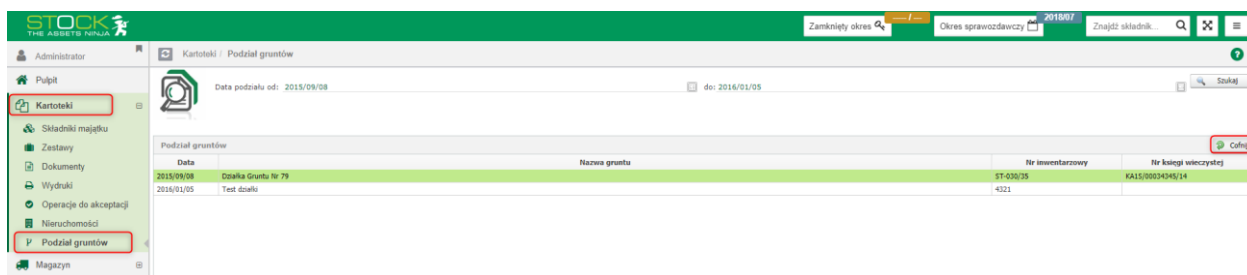 STOCK
THE ASSETS NINJA
Zamknięty okres
----- / ---
Okres sprawozdawczy
2018/07
Znajdź składnik...
Administrator
Kartoteki / Podział gruntów
Pulpit
Kartoteki
Składniki majątku
Zestawy
Dokumenty
Wydruki
Operacje do akceptacji
Nieruchomości
Podział gruntów
Magazyn
Data podziału od: 2015/09/08
do: 2016/01/05
Szukaj
Podział gruntów
Cofnij
Data Nazwa gruntu Nr inwentarzowy Nr księgi wieczystej
2015/09/08 Działka Gruntu Nr 79 ST-030/35 KA1S/00034345/14
2016/01/05 Test działki 4321